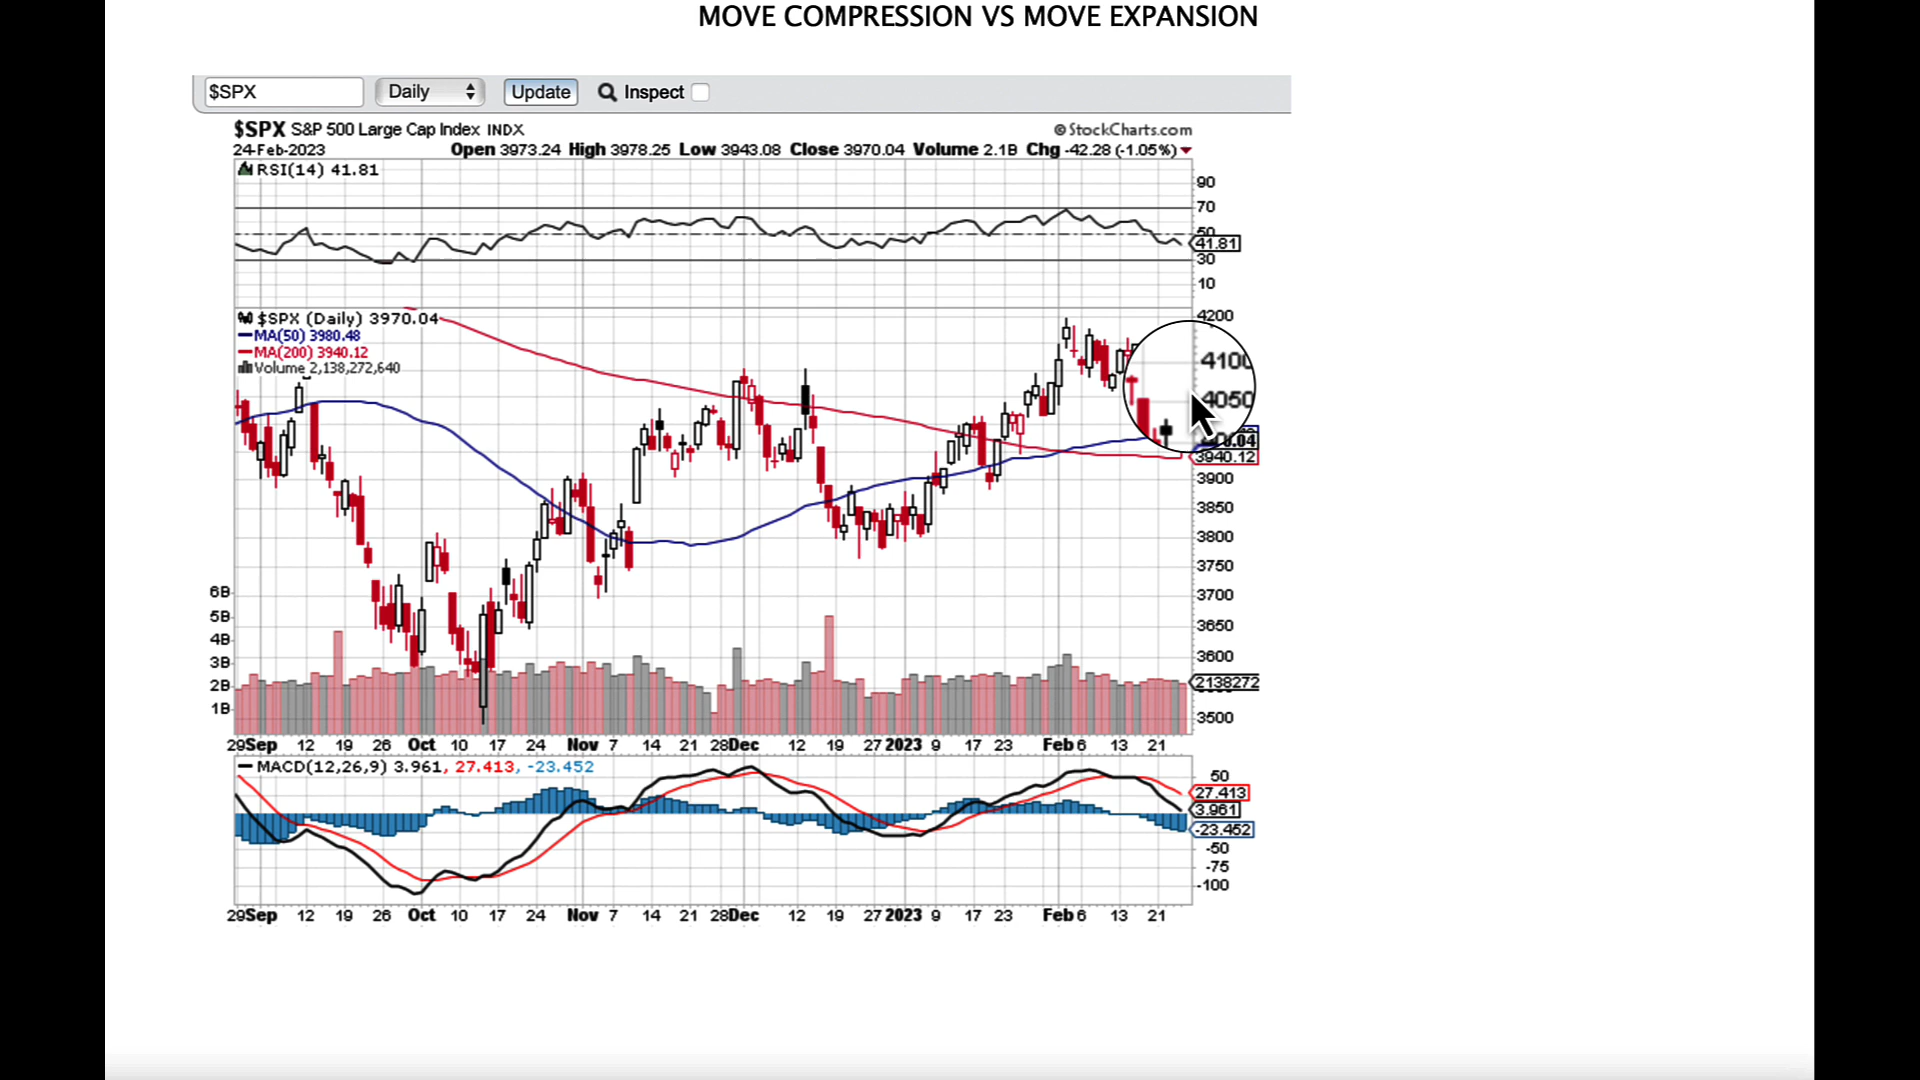 MOVE COMPRESSION VS MOVE EXPANSION
$SPX Daily Update Inspect
$SPX S&P 500 Large Cap Index INDX © StockCharts.com
24-Feb-2023 Open 3973.24 High 3978.25 Low 3943.08 Close 3970.04 Volume 2.1B Chg -42.28 (-1.05%)
RSI(14) 41.81
90
70
50
41.81
30
10
$SPX (Daily) 3970.04
MA(50) 3980.48
MA(200) 3940.12
Volume 2,138,272,640
4200
4100
4050
3940.12
3900
3850
3800
3750
3700
3650
3600
3500
6B
5B
4B
3B
2B
1B
2138272
29 Sep 12 19 26 Oct 10 17 24 Nov 7 14 21 28 Dec 12 19 27 2023 9 17 23 Feb 6 13 21
MACD(12,26,9) 3.961, 27.413, -23.452
50
27.413
3.961
-23.452
-50
-75
-100
29 Sep 12 19 26 Oct 10 17 24 Nov 7 14 21 28 Dec 12 19 27 2023 9 17 23 Feb 6 13 21